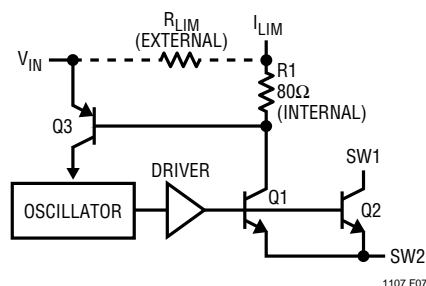 R_LIM
(EXTERNAL)
I_LIM
V_IN
R1
80Ω
(INTERNAL)
Q3
DRIVER
OSCILLATOR
Q1
SW1
Q2
SW2
1107 F07